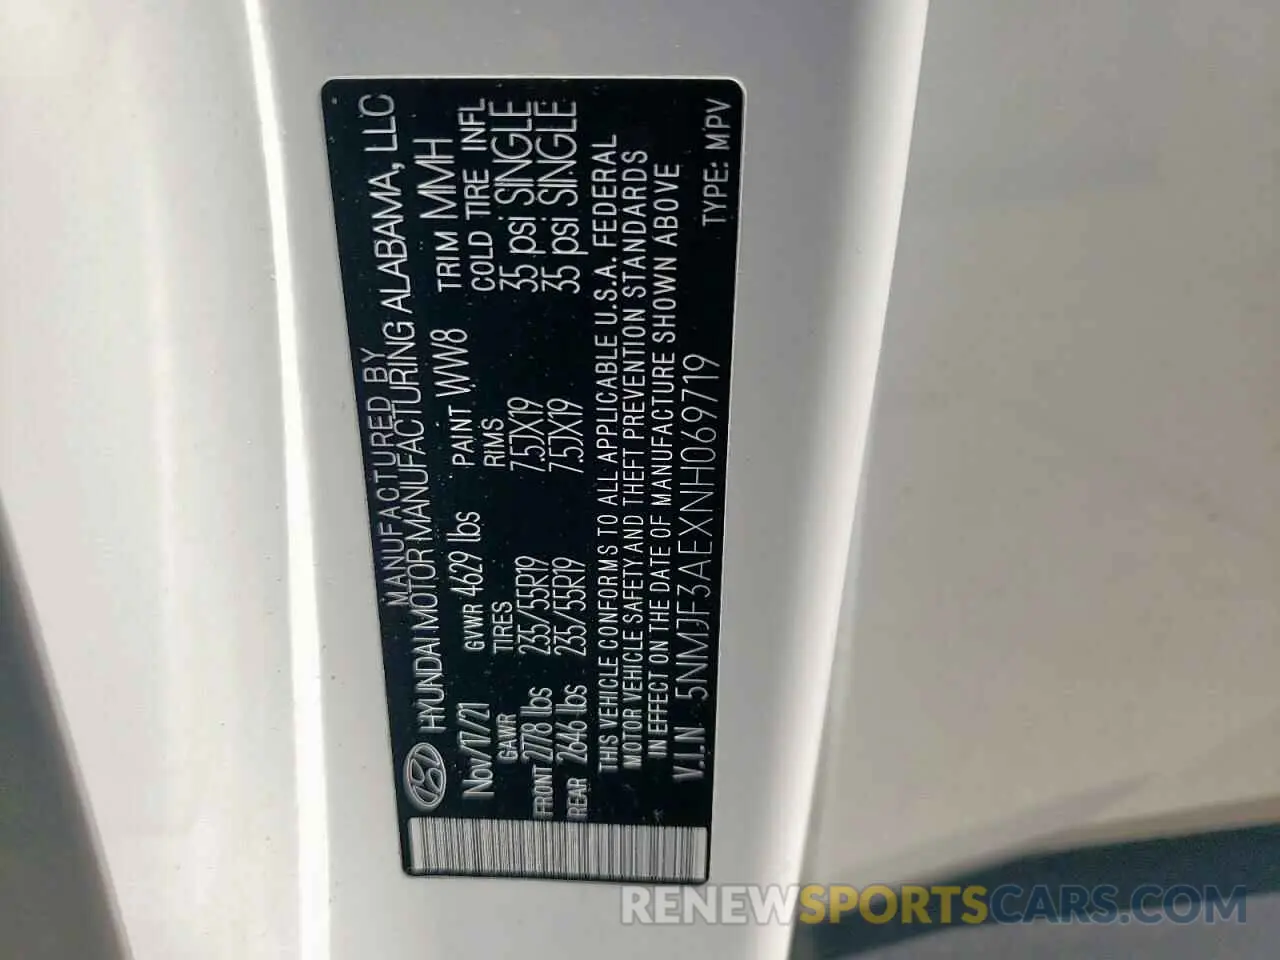 MANUFACTURED BY
HYUNDAI MOTOR MANUFACTURING ALABAMA, LLC
Nov/17/21 GVWR 4629 lbs PAINT WW8 TRIM MMH
GAWR TIRES RIMS COLD TIRE INFL
FRONT 2778 lbs 235/55R19 7.5JX19 35 psi SINGLE
REAR 2646 lbs 235/55R19 7.5JX19 35 psi SINGLE
THIS VEHICLE CONFORMS TO ALL APPLICABLE U.S.A. FEDERAL
MOTOR VEHICLE SAFETY AND THEFT PREVENTION STANDARDS
IN EFFECT ON THE DATE OF MANUFACTURE SHOWN ABOVE
V.I.N 5NMJF3AEXNH069719 TYPE: MPV
RENEWSPORTSCARS.COM